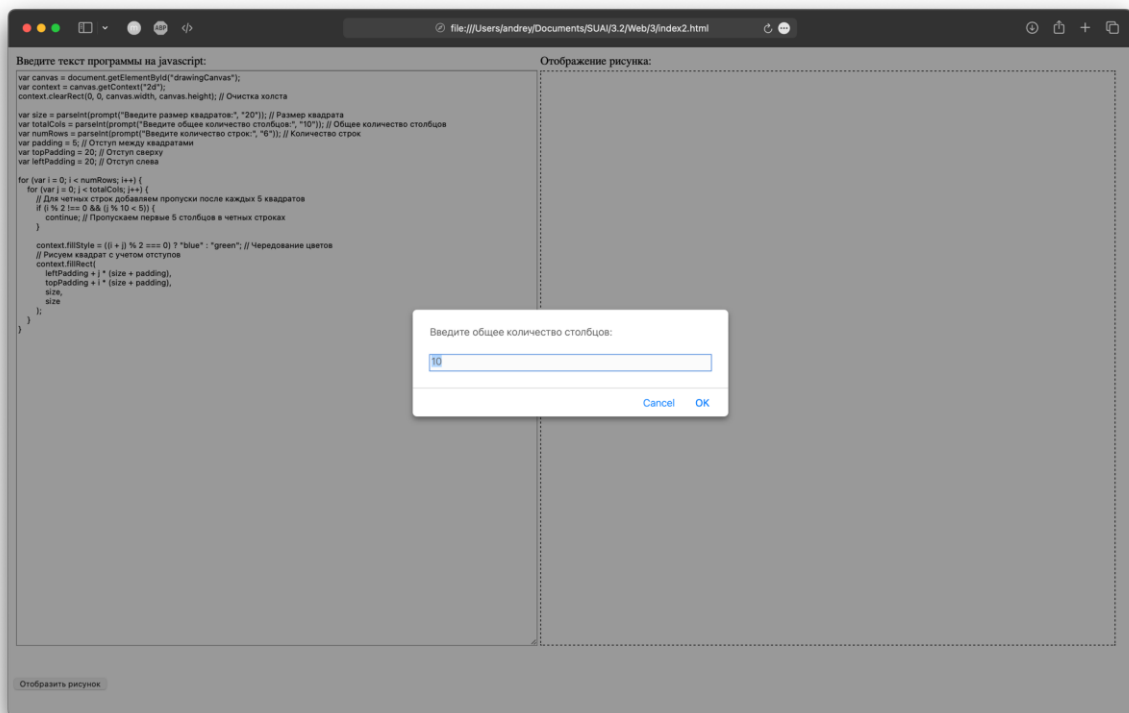 ABP
file:///Users/andrey/Documents/SUAI/3.2/Web/3/index2.html
Введите текст программы на javascript:
Отображение рисунка:
var canvas = document.getElementById("drawingCanvas");
var context = canvas.getContext("2d");
context.clearRect(0, 0, canvas.width, canvas.height); // Очистка холста
var size = parseInt(prompt("Введите размер квадратов:", "20")); // Размер квадрата
var totalCols = parseInt(prompt("Введите общее количество столбцов:", "10")); // Общее количество столбцов
var numRows = parseInt(prompt("Введите количество строк:", "6")); // Количество строк
var padding = 5; // Отступ между квадратами
var topPadding = 20; // Отступ сверху
var leftPadding = 20; // Отступ слева
for (var i = 0; i < numRows; i++) {
for (var j = 0; j < totalCols; j++) {
// Для четных строк добавляем пропуски после каждых 5 квадратов
if (i % 2 !== 0 && (j % 10 < 5)) {
continue; // Пропускаем первые 5 столбцов в четных строках
}
context.fillStyle = ((i + j) % 2 === 0) ? "blue" : "green"; // Чередование цветов
// Рисуем квадрат с учетом отступов
context.fillRect(
leftPadding + j * (size + padding),
topPadding + i * (size + padding),
size,
size
);
}
}
Введите общее количество столбцов:
10
Cancel
OK
Отобразить рисунок